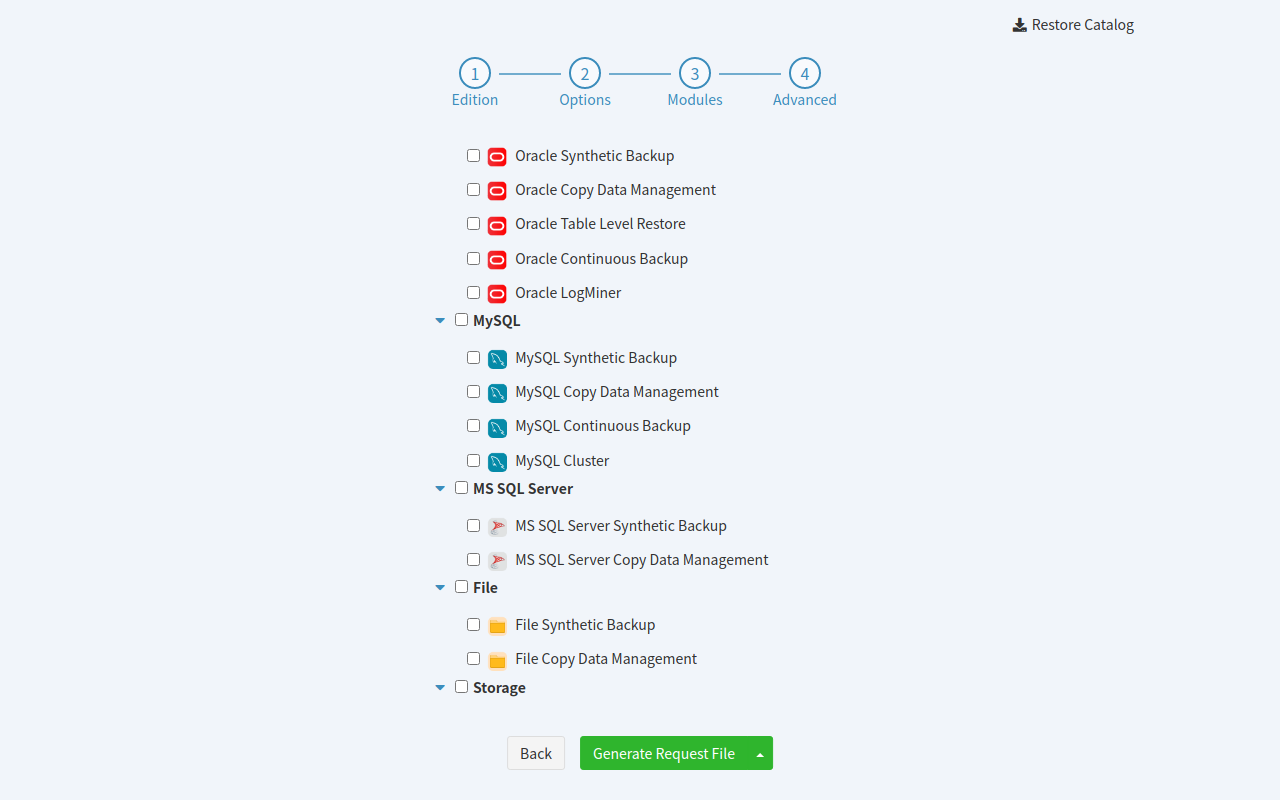 Restore Catalog
1
2
3
4
Edition
Options
Modules
Advanced
Oracle Synthetic Backup
Oracle Copy Data Management
Oracle Table Level Restore
Oracle Continuous Backup
Oracle LogMiner
MySQL
MySQL Synthetic Backup
MySQL Copy Data Management
MySQL Continuous Backup
MySQL Cluster
MS SQL Server
MS SQL Server Synthetic Backup
MS SQL Server Copy Data Management
File
File Synthetic Backup
File Copy Data Management
Storage
Back
Generate Request File